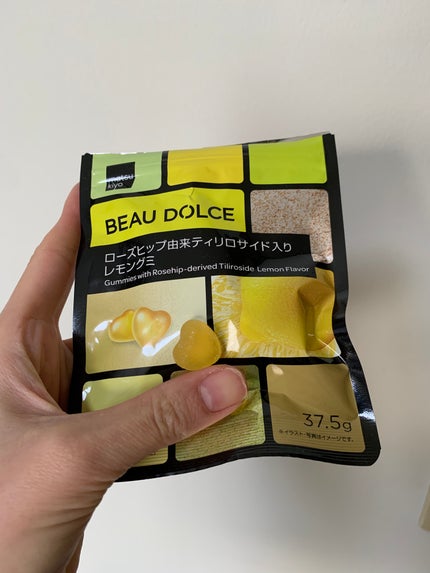 matsu
kiyo
BEAU DOLCE
ローズヒップ由来ティリロサイド入り
レモングミ
Gummies with Rosehip-derived Tiliroside Lemon Flavor
37.5g
※イラスト・写真はイメージです。